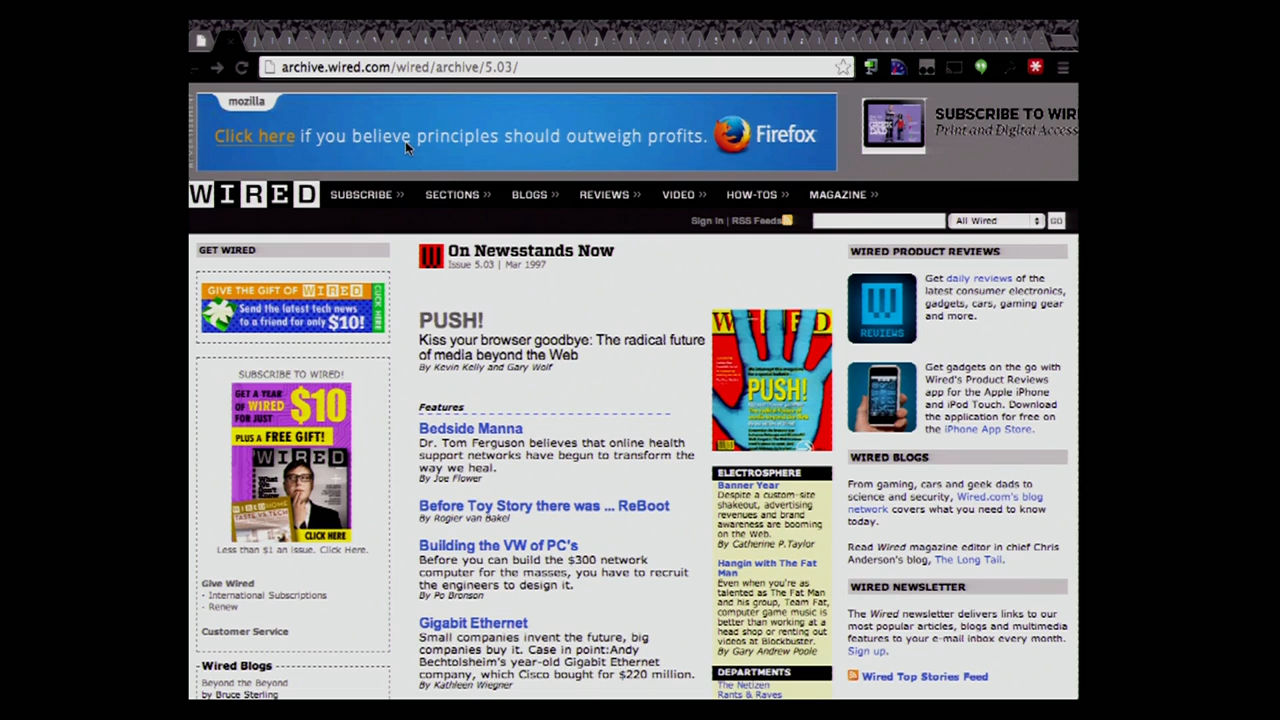 archive.wired.com/wired/archive/5.03/
mozilla
Click here if you believe principles should outweigh profits.
Firefox
SUBSCRIBE TO WIR
Print and Digital Access
WIRED
SUBSCRIBE >>
SECTIONS >>
BLOGS >>
REVIEWS >>
VIDEO >>
HOW-TOS >>
MAGAZINE >>
Sign In | RSS Feeds
All Wired
GO
GET WIRED
GIVE THE GIFT OF WIRED
Send the latest tech news
to a friend for only $10!
CLICK HERE
SUBSCRIBE TO WIRED!
GET A YEAR
OF WIRED
FOR JUST
$10
PLUS A FREE GIFT!
WIRED
CLICK HERE
Less than $1 an issue. Click Here.
Give Wired
- International Subscriptions
- Renew
Customer Service
Wired Blogs
Beyond the Beyond
by Bruce Sterling
On Newsstands Now
Issue 5.03 | Mar 1997
PUSH!
Kiss your browser goodbye: The radical future
of media beyond the Web
By Kevin Kelly and Gary Wolf
Features
Bedside Manna
Dr. Tom Ferguson believes that online health
support networks have begun to transform the
way we heal.
By Joe Flower
Before Toy Story there was ... ReBoot
By Rogier van Bakel
Building the VW of PC's
Before you can build the $300 network
computer for the masses, you have to recruit
the engineers to design it.
By Po Bronson
Gigabit Ethernet
Small companies invent the future, big
companies buy it. Case in point:Andy
Bechtolsheim's year-old Gigabit Ethernet
company, which Cisco bought for $220 million.
By Kathleen Wiegner
WIRED
PUSH!
ELECTROSPHERE
Banner Year
Despite a custom-site
shakeout, advertising
revenues and brand
awareness are booming
on the Web.
By Catherine P.Taylor
Hangin with The Fat
Man
Even when you're as
talented as The Fat Man
and his group, Team Fat,
computer game music is
better than working at a
head shop or renting out
videos at Blockbuster.
By Gary Andrew Poole
DEPARTMENTS
The Netizen
Rants & Raves
WIRED PRODUCT REVIEWS
REVIEWS
Get daily reviews of the
latest consumer electronics,
gadgets, cars, gaming gear
and more.
Get gadgets on the go with
Wired's Product Reviews
app for the Apple iPhone
and iPod Touch. Download
the application for free on
the iPhone App Store.
WIRED BLOGS
From gaming, cars and geek dads to
science and security, Wired.com's blog
network covers what you need to know
today.
Read Wired magazine editor in chief Chris
Anderson's blog, The Long Tail.
WIRED NEWSLETTER
The Wired newsletter delivers links to our
most popular articles, blogs and multimedia
features to your e-mail inbox every month.
Sign up.
Wired Top Stories Feed